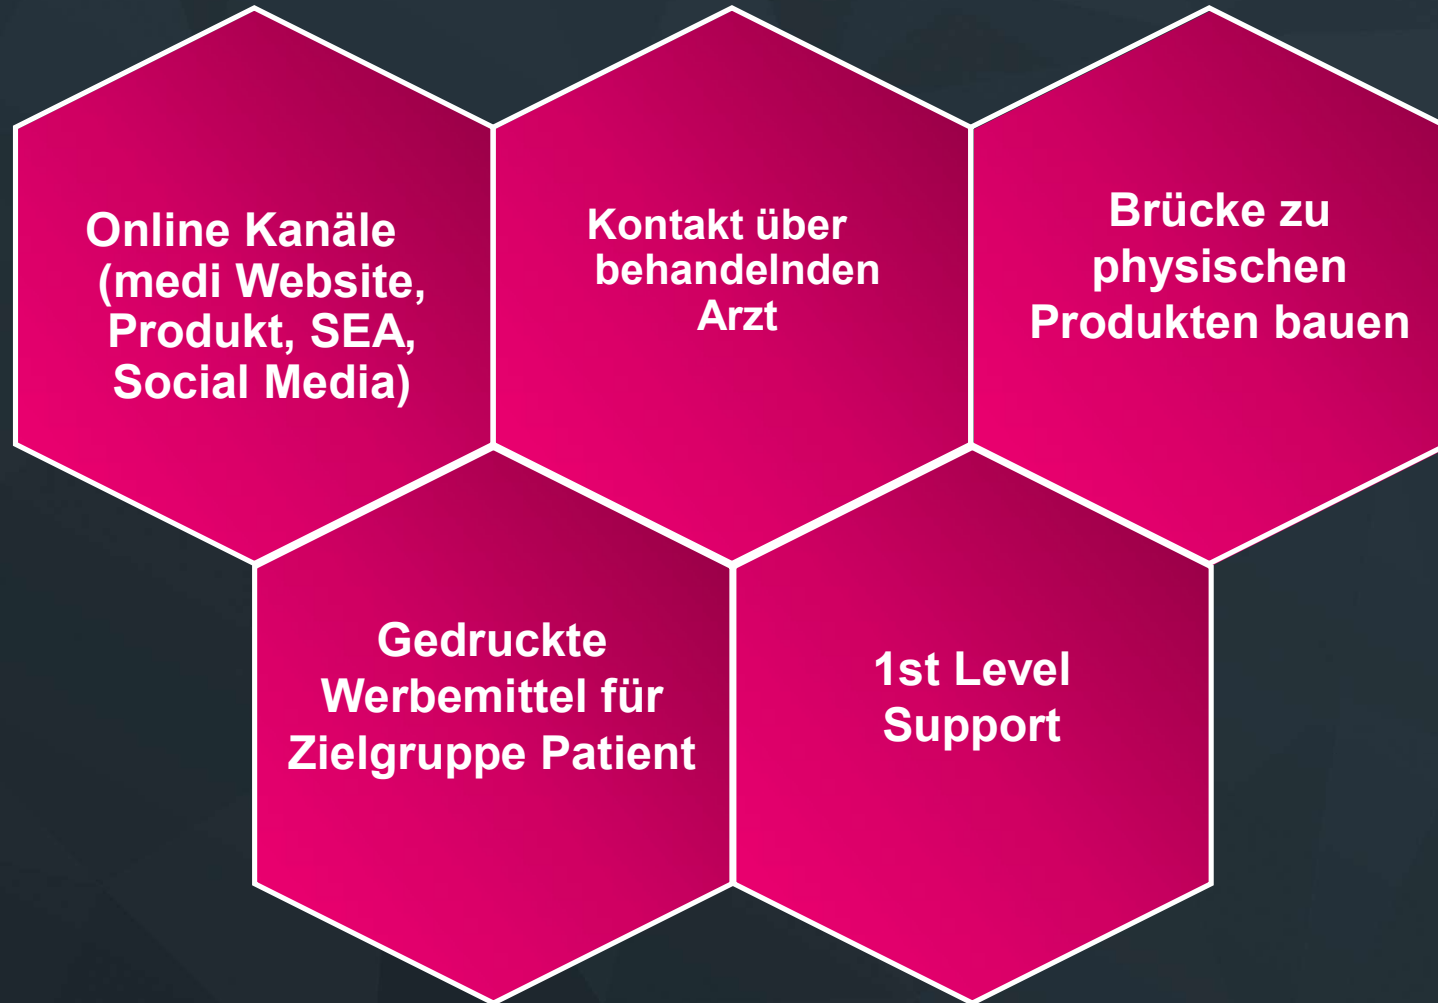 Online Kanäle
(medi Website,
Produkt, SEA,
Social Media)
Kontakt über
behandelnden
Arzt
Brücke zu
physischen
Produkten bauen
Gedruckte
Werbemittel für
Zielgruppe Patient
1st Level
Support